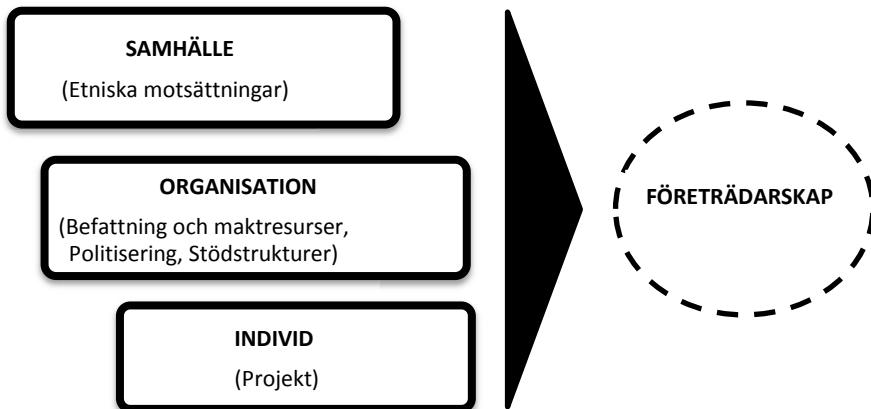 SAMHÄLLE
(Etniska motsättningar)
ORGANISATION
(Befattning och maktresurser,
Politisering, Stödstrukturer)
INDIVID
(Projekt)
FÖRETRÄDARSKAP